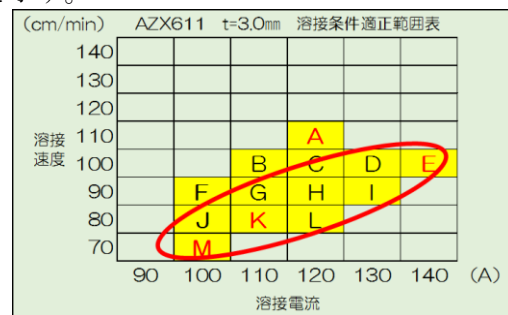 す。
(cm/min) AZX611 t=3.0㎜ 溶接条件適正範囲表
140
130
120
溶接 110 A
速度 100 B C D E
90 F G H I
80 J K L
70 M
90 100 110 120 130 140 (A)
溶接電流